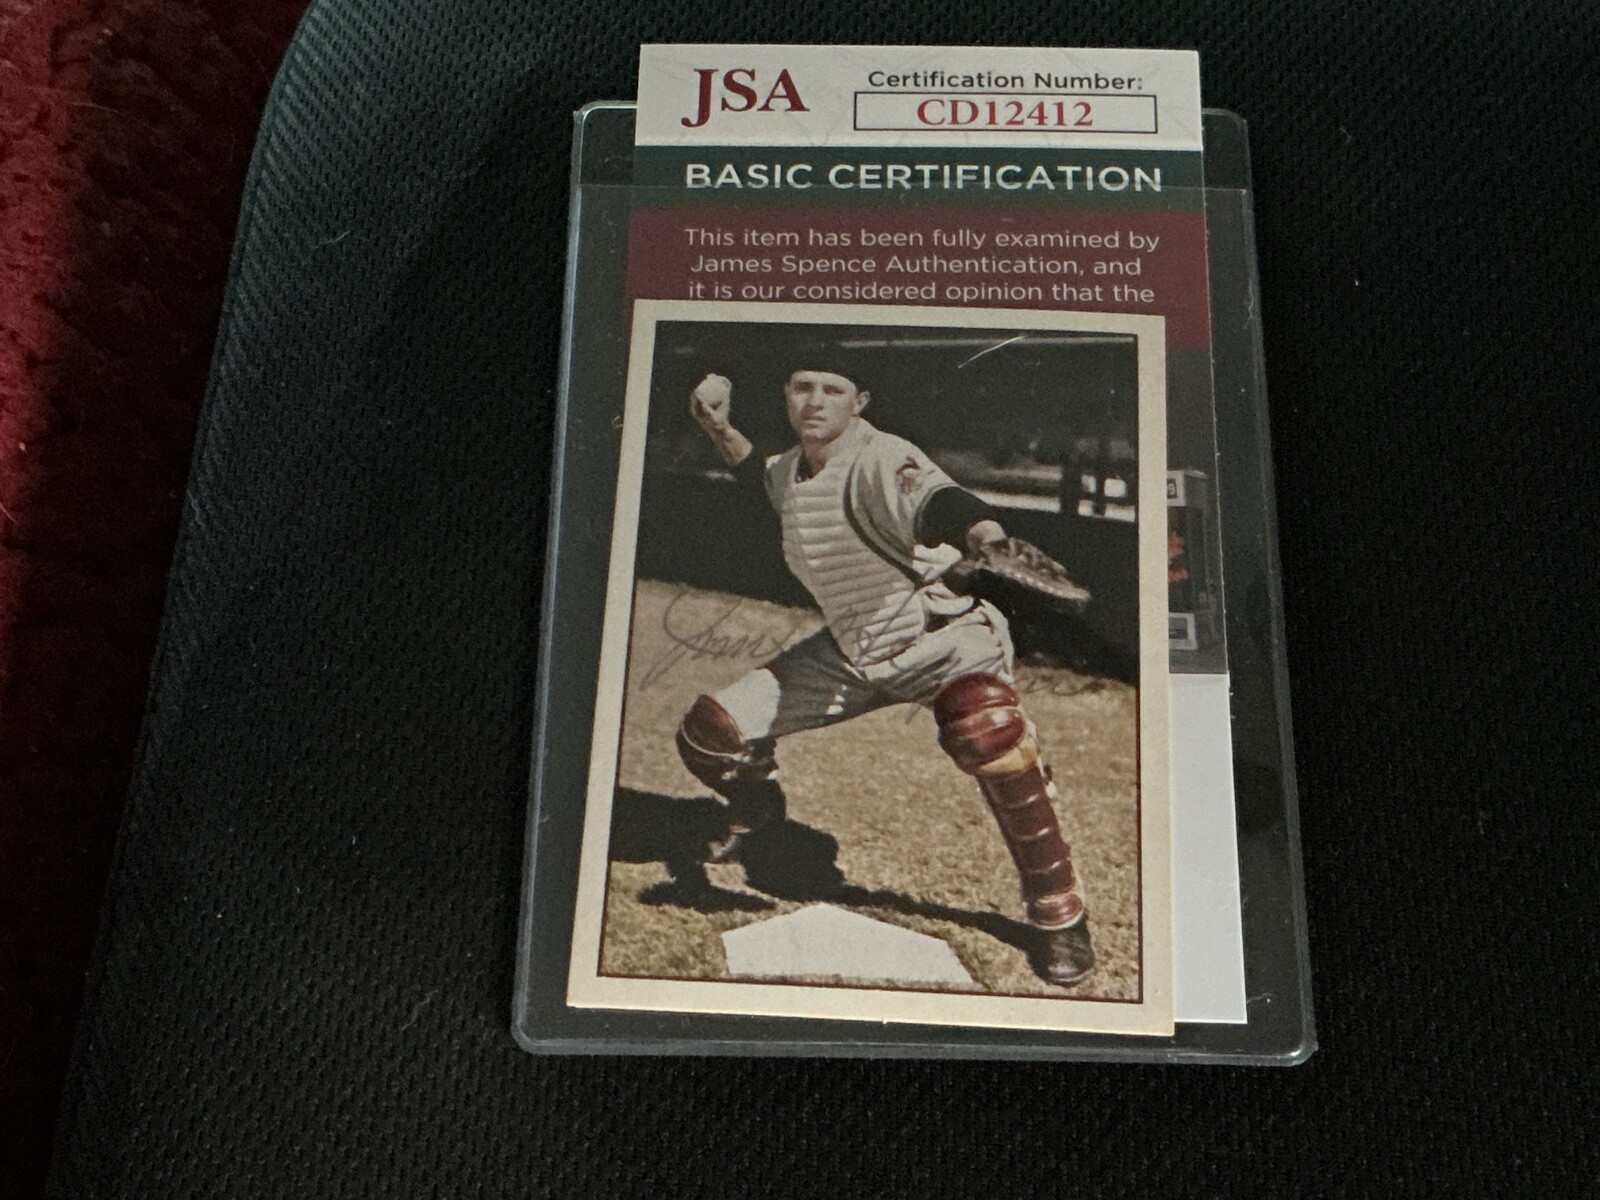 JSA
Certification Number:
CD12412
BASIC CERTIFICATION
This item has been fully examined by
James Spence Authentication, and
it is our considered opinion that the